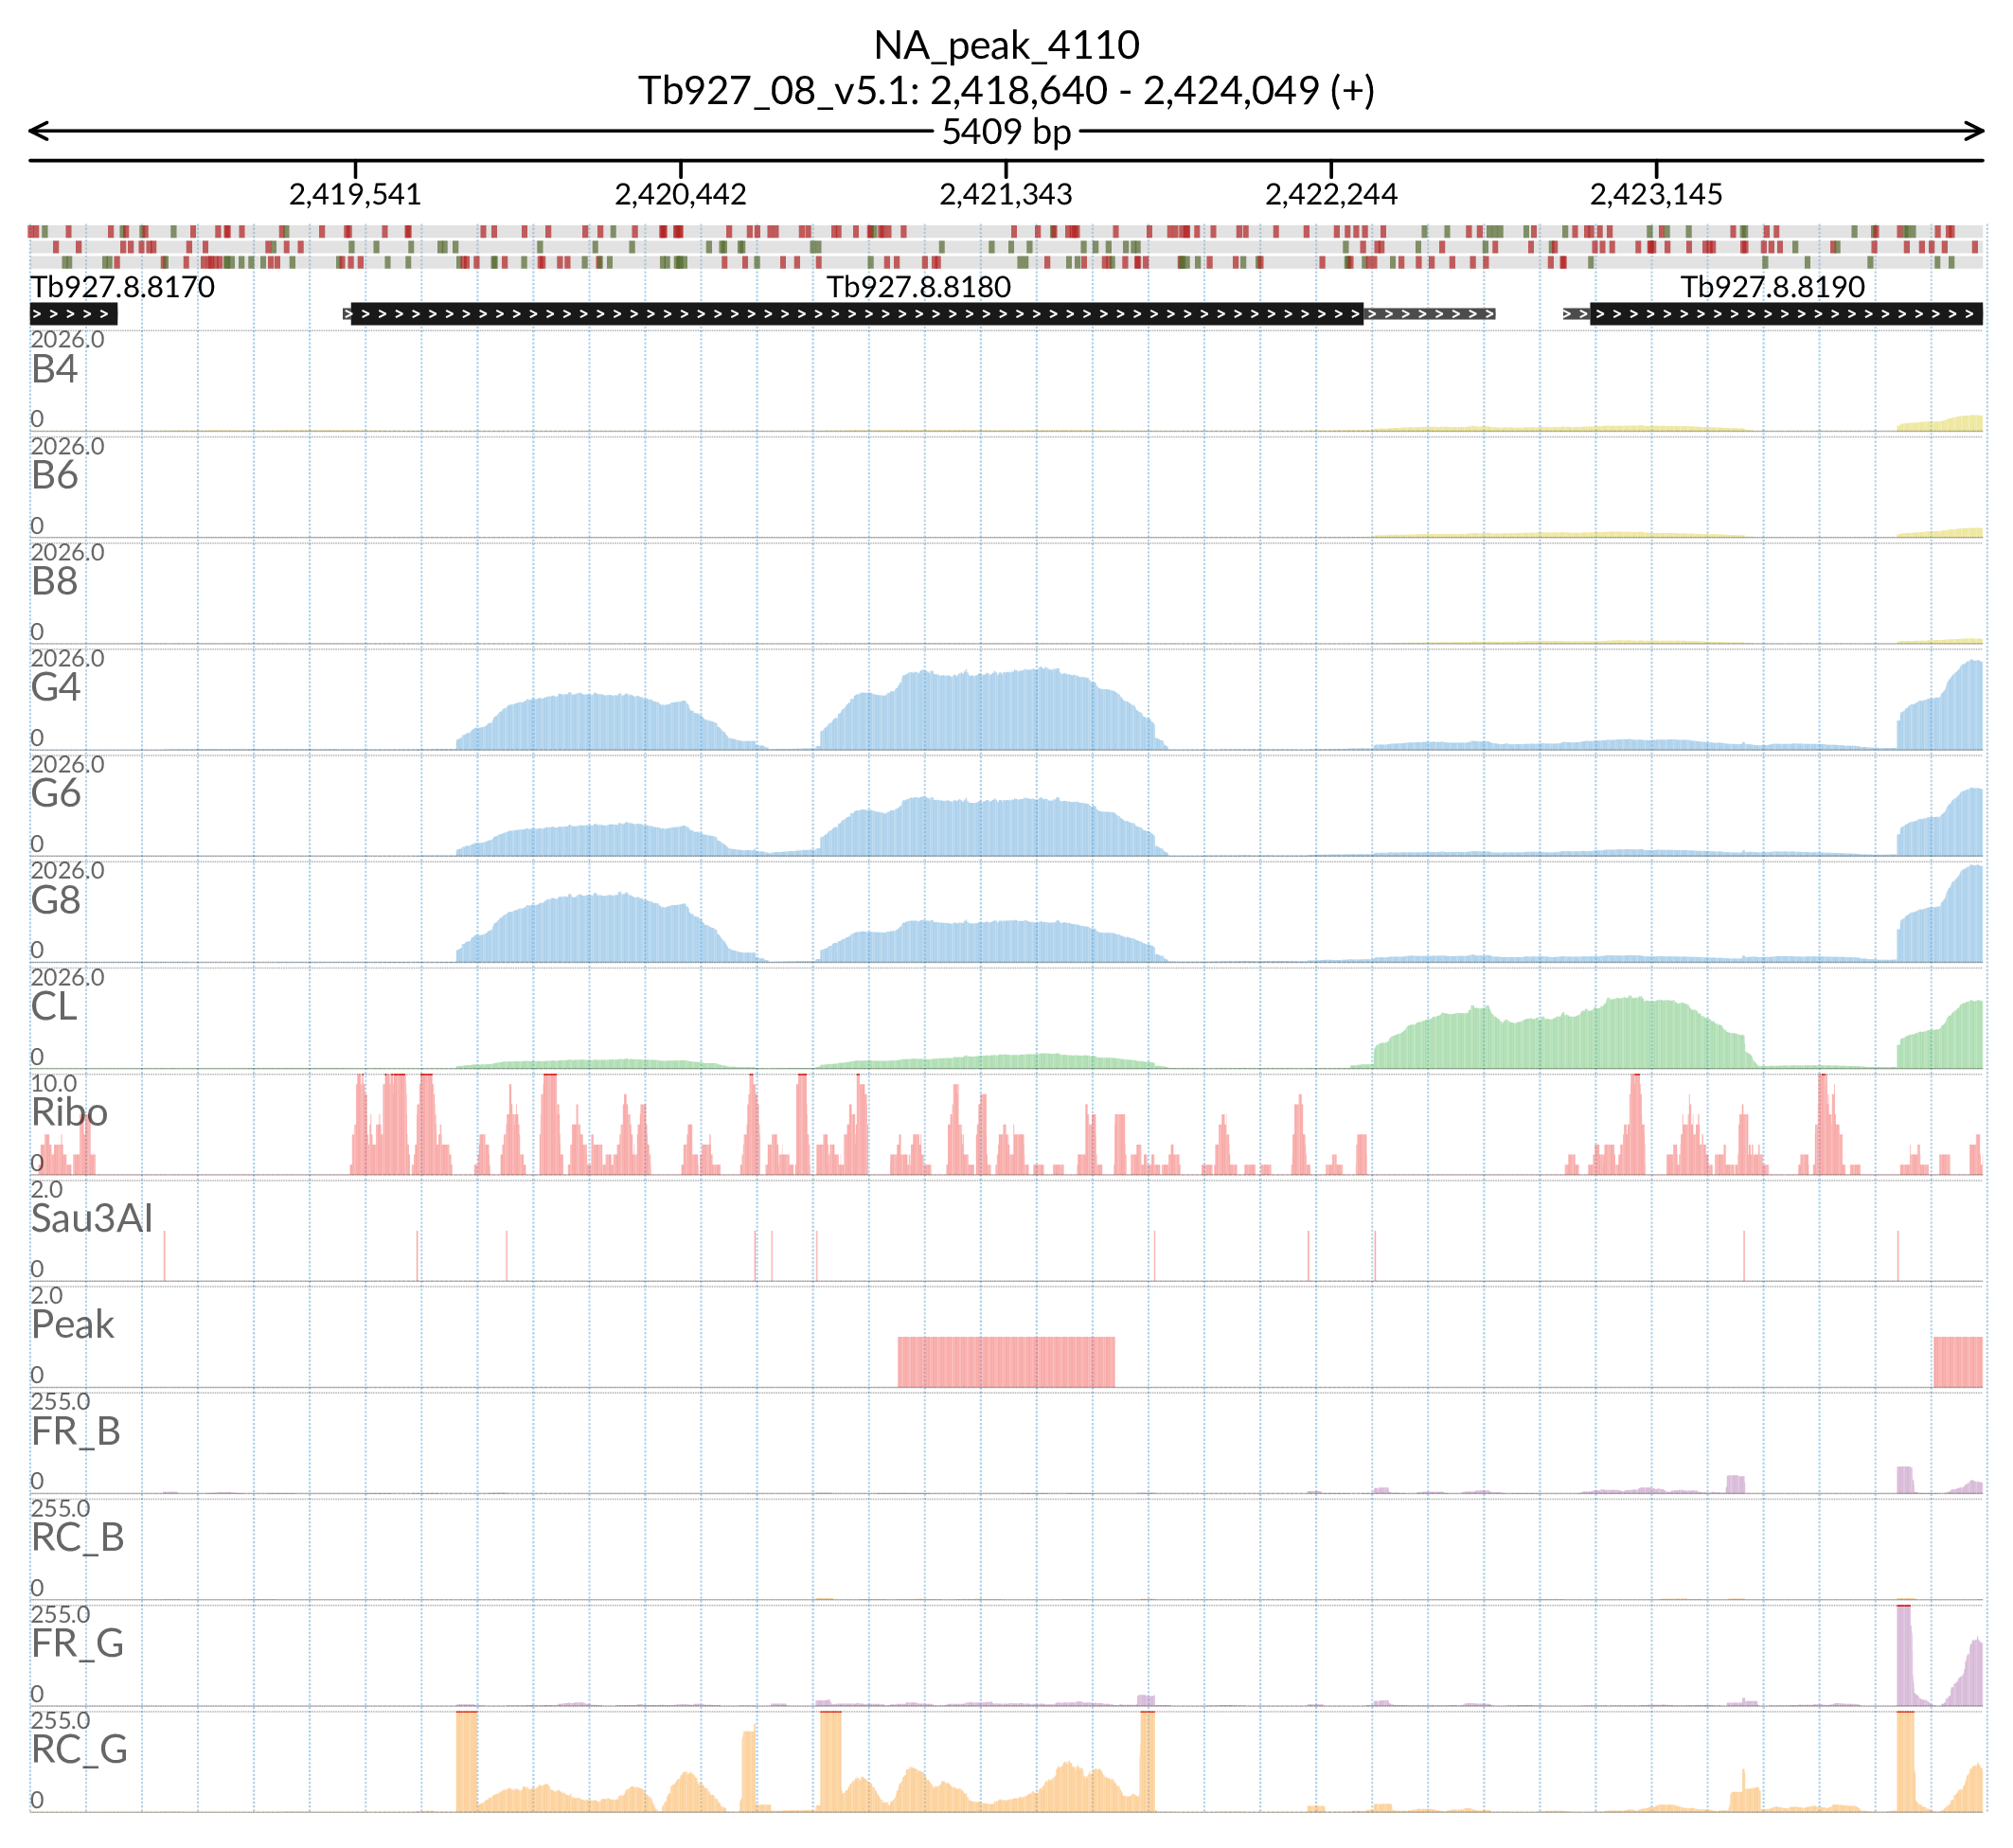 NA_peak_4110
Tb927_08_v5.1: 2,418,640 - 2,424,049 (+)
5409 bp
2,419,541 2,420,442 2,421,343 2,422,244 2,423,145
Tb927.8.8170 Tb927.8.8180 Tb927.8.8190
2026.0
B4
0
2026.0
B6
0
2026.0
B8
0
2026.0
G4
0
2026.0
G6
0
2026.0
G8
0
2026.0
CL
0
10.0
Ribo
0
2.0
Sau3AI
0
2.0
Peak
0
255.0
FR_B
0
255.0
RC_B
0
255.0
FR_G
0
255.0
RC_G
0